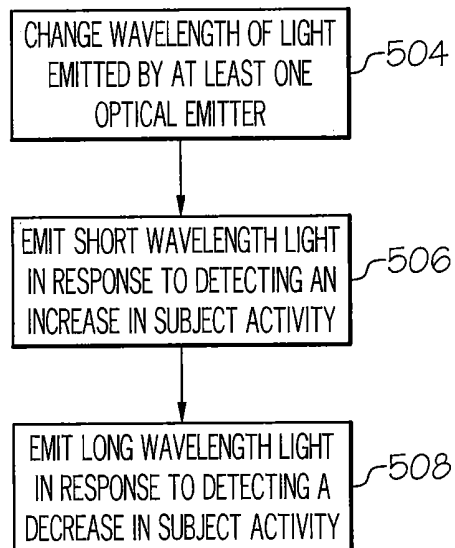 CHANGE WAVELENGTH OF LIGHT
EMITTED BY AT LEAST ONE
OPTICAL EMITTER
504
EMIT SHORT WAVELENGTH LIGHT
IN RESPONSE TO DETECTING AN
INCREASE IN SUBJECT ACTIVITY
506
EMIT LONG WAVELENGTH LIGHT
IN RESPONSE TO DETECTING A
DECREASE IN SUBJECT ACTIVITY
508